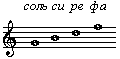 соль си ре фа